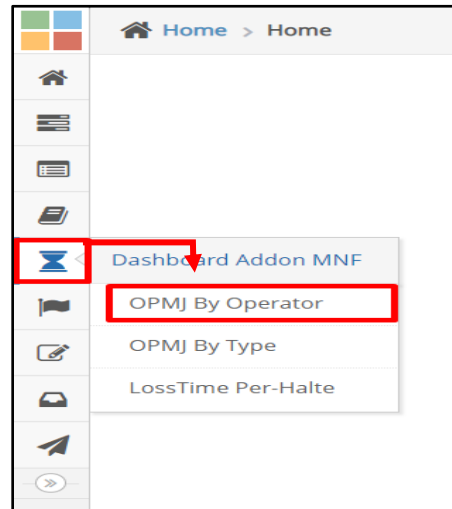 Home > Home
Dashboard Addon MNF
OPMJ By Operator
OPMJ By Type
LossTime Per-Halte